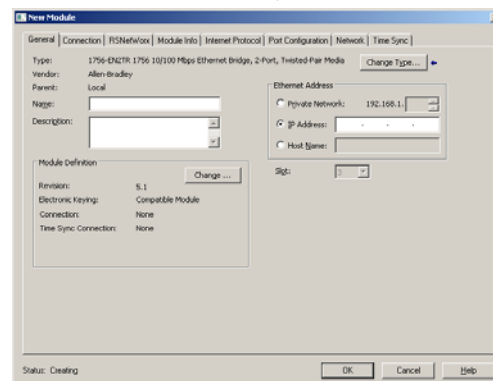 New Module
General Connection RSNetWorx Module Info Internet Protocol Port Configuration Network Time Sync
Type: 1756-EN2TR 1756 10/100 Mbps Ethernet Bridge, 2-Port, Twisted-Pair Media Change Type...
Vendor: Allen-Bradley
Parent: Local
Name:
Description:
Ethernet Address
Private Network: 192.168.1.
IP Address: . . .
Host Name:
Slot: 3
Module Definition
Change ...
Revision: 5.1
Electronic Keying: Compatible Module
Connection: None
Time Sync Connection: None
Status: Creating OK Cancel Help